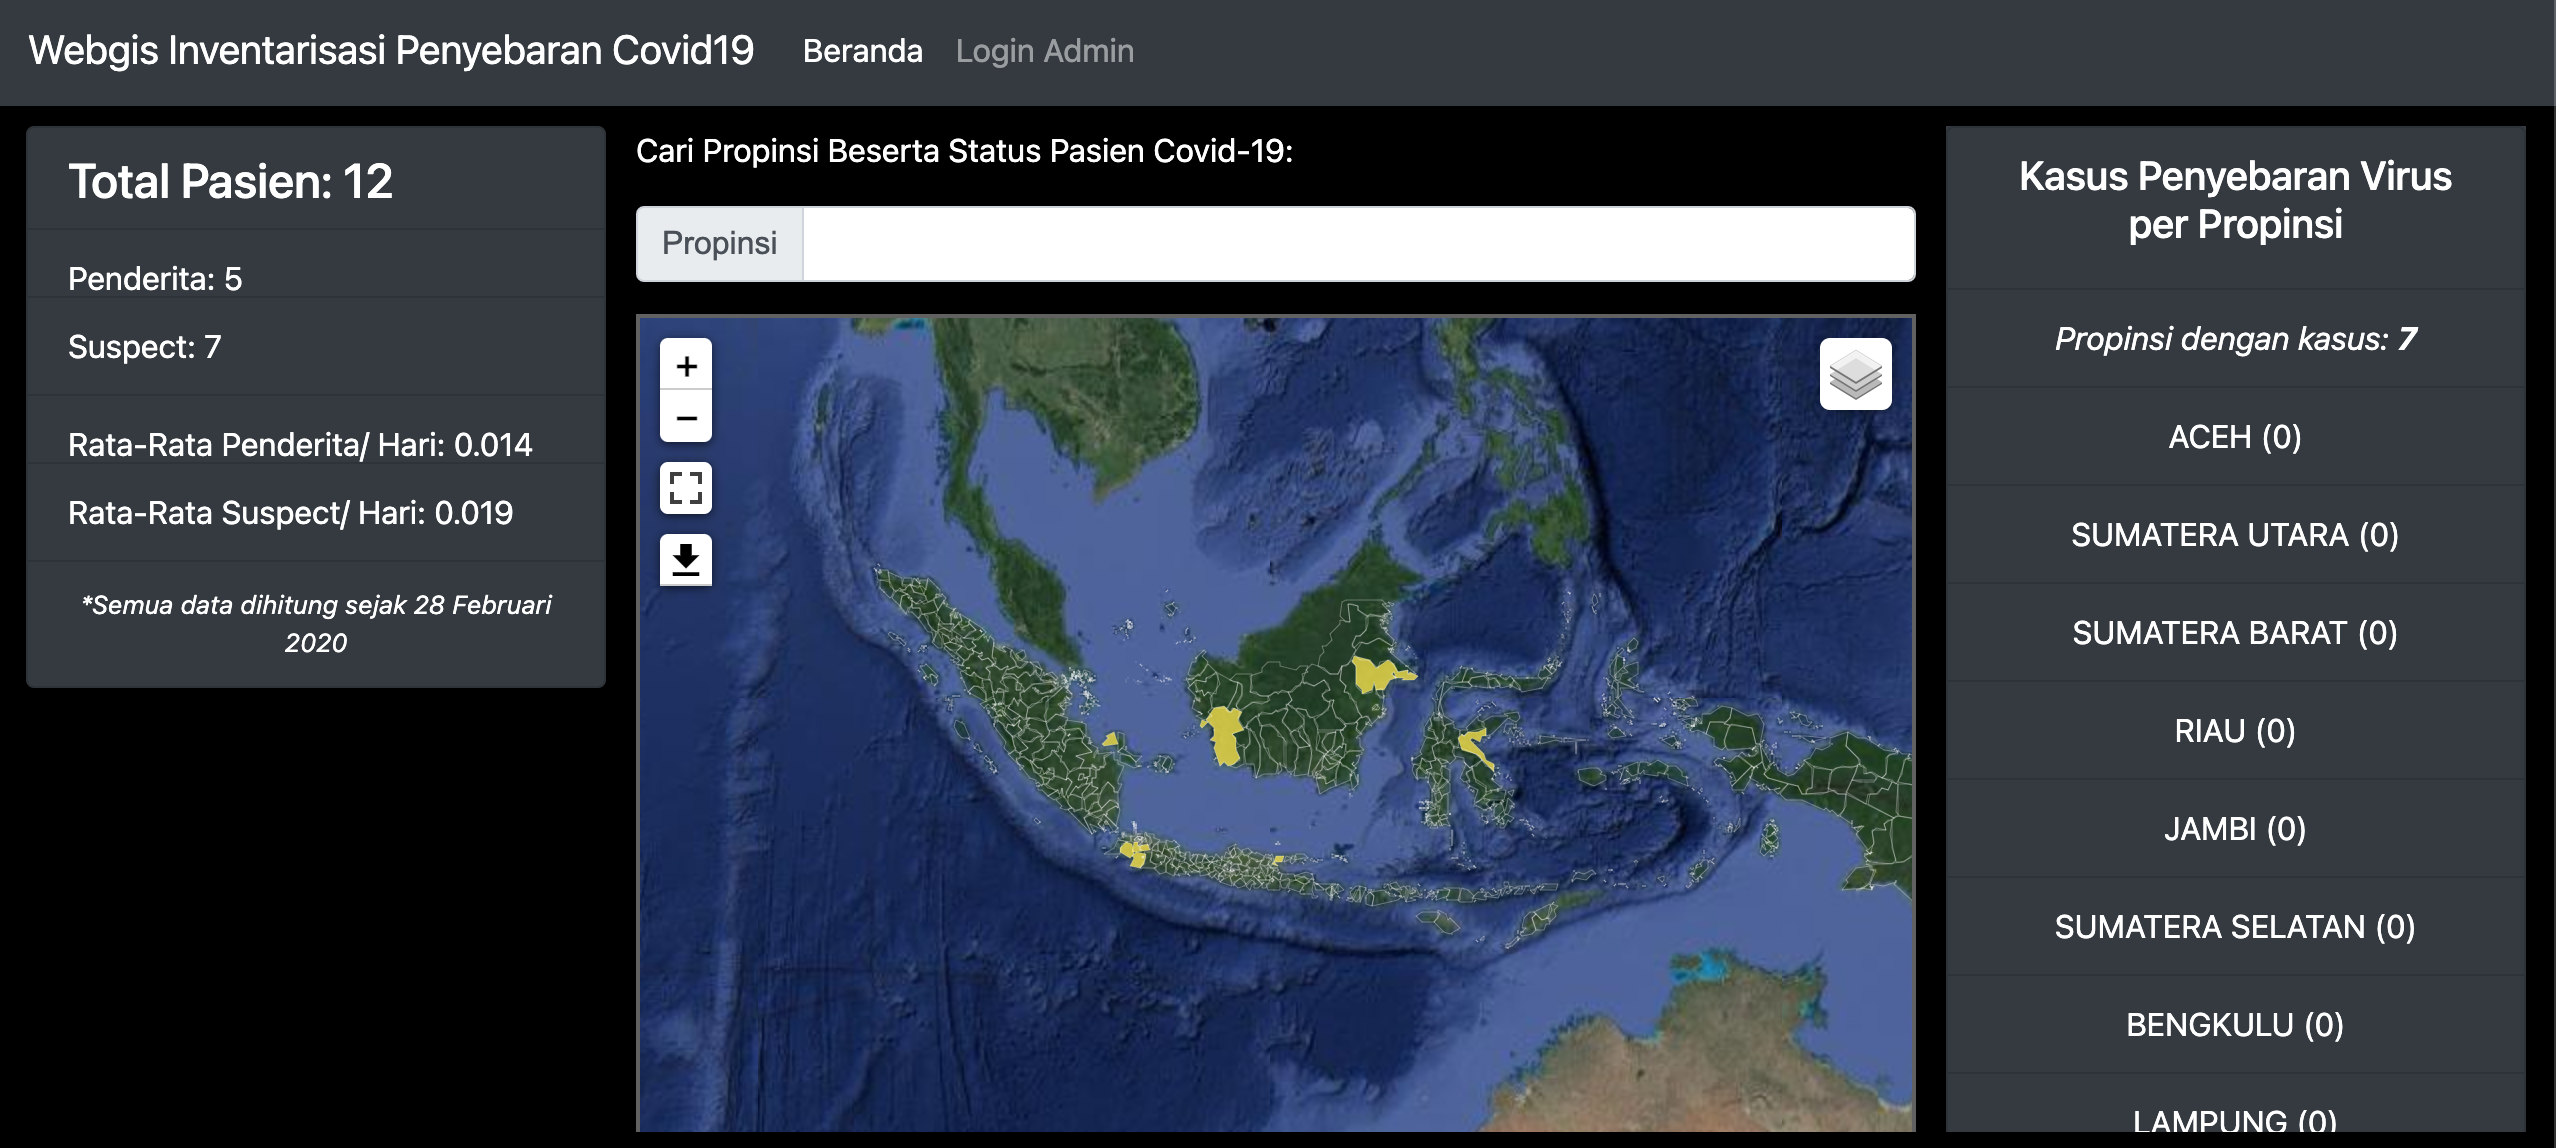 Webgis Inventarisasi Penyebaran Covid19 Beranda Login Admin
Total Pasien: 12
Penderita: 5
Suspect: 7
Rata-Rata Penderita/ Hari: 0.014
Rata-Rata Suspect/ Hari: 0.019
*Semua data dihitung sejak 28 Februari
2020
Cari Propinsi Beserta Status Pasien Covid-19:
Propinsi
+
−
Kasus Penyebaran Virus
per Propinsi
Propinsi dengan kasus: 7
ACEH (0)
SUMATERA UTARA (0)
SUMATERA BARAT (0)
RIAU (0)
JAMBI (0)
SUMATERA SELATAN (0)
BENGKULU (0)
LAMPUNG (0)